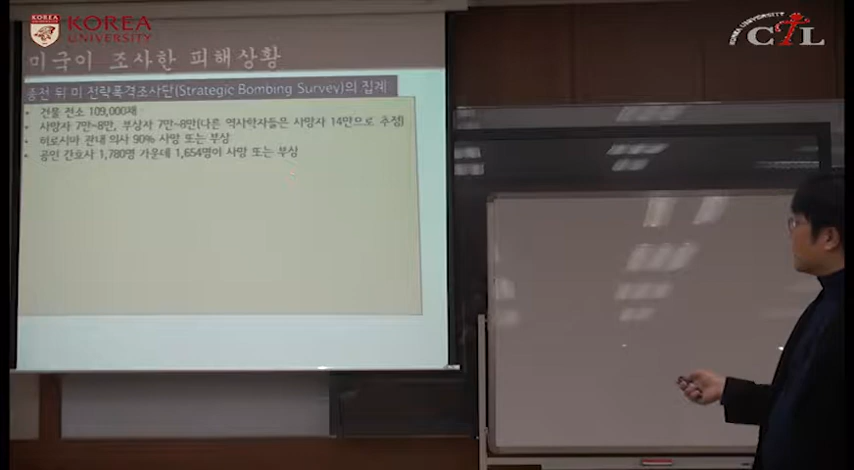 KOREA
UNIVERSITY
KOREA UNIVERSITY
CTL
미국이 조사한 피해상황
종전 뒤 미 전략폭격조사단(Strategic Bombing Survey)의 집계
• 건물 전소 109,000채
• 사망자 7만~8만, 부상자 7만~8만(다른 역사학자들은 사망자 14만으로 추정)
• 히로시마 관내 의사 90% 사망 또는 부상
• 공인 간호사 1,780명 가운데 1,654명이 사망 또는 부상